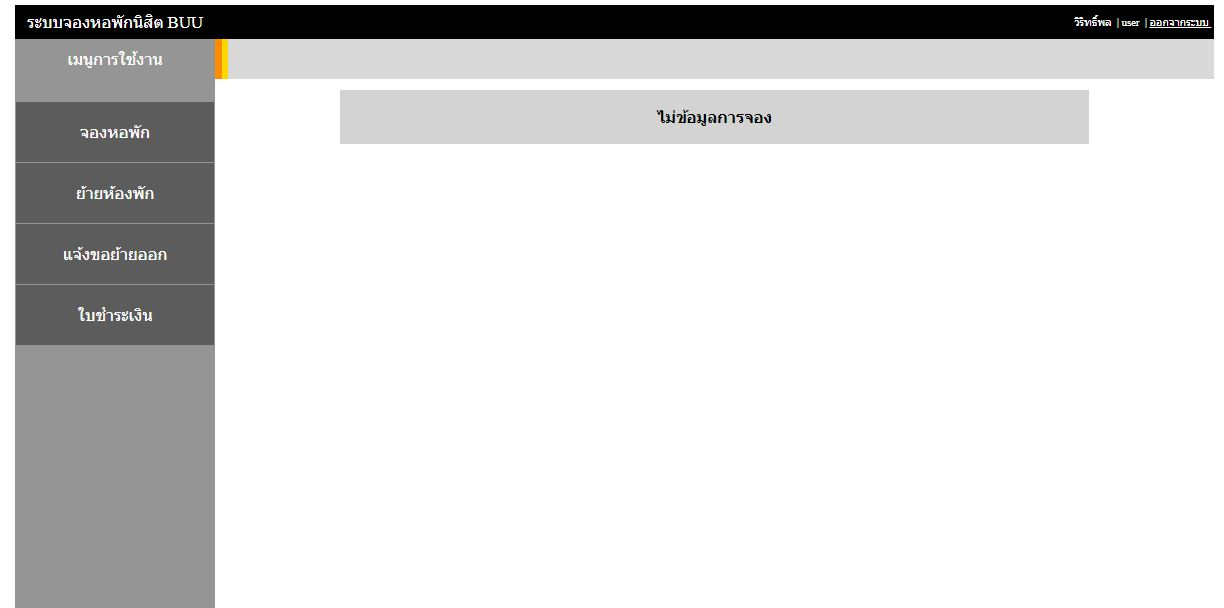 ระบบจองหอพักนิสิต BUU
วิริทธิ์พล | user | ออกจากระบบ
เมนูการใช้งาน
ไม่ข้อมูลการจอง
จองหอพัก
ย้ายห้องพัก
แจ้งขอย้ายออก
ใบชำระเงิน